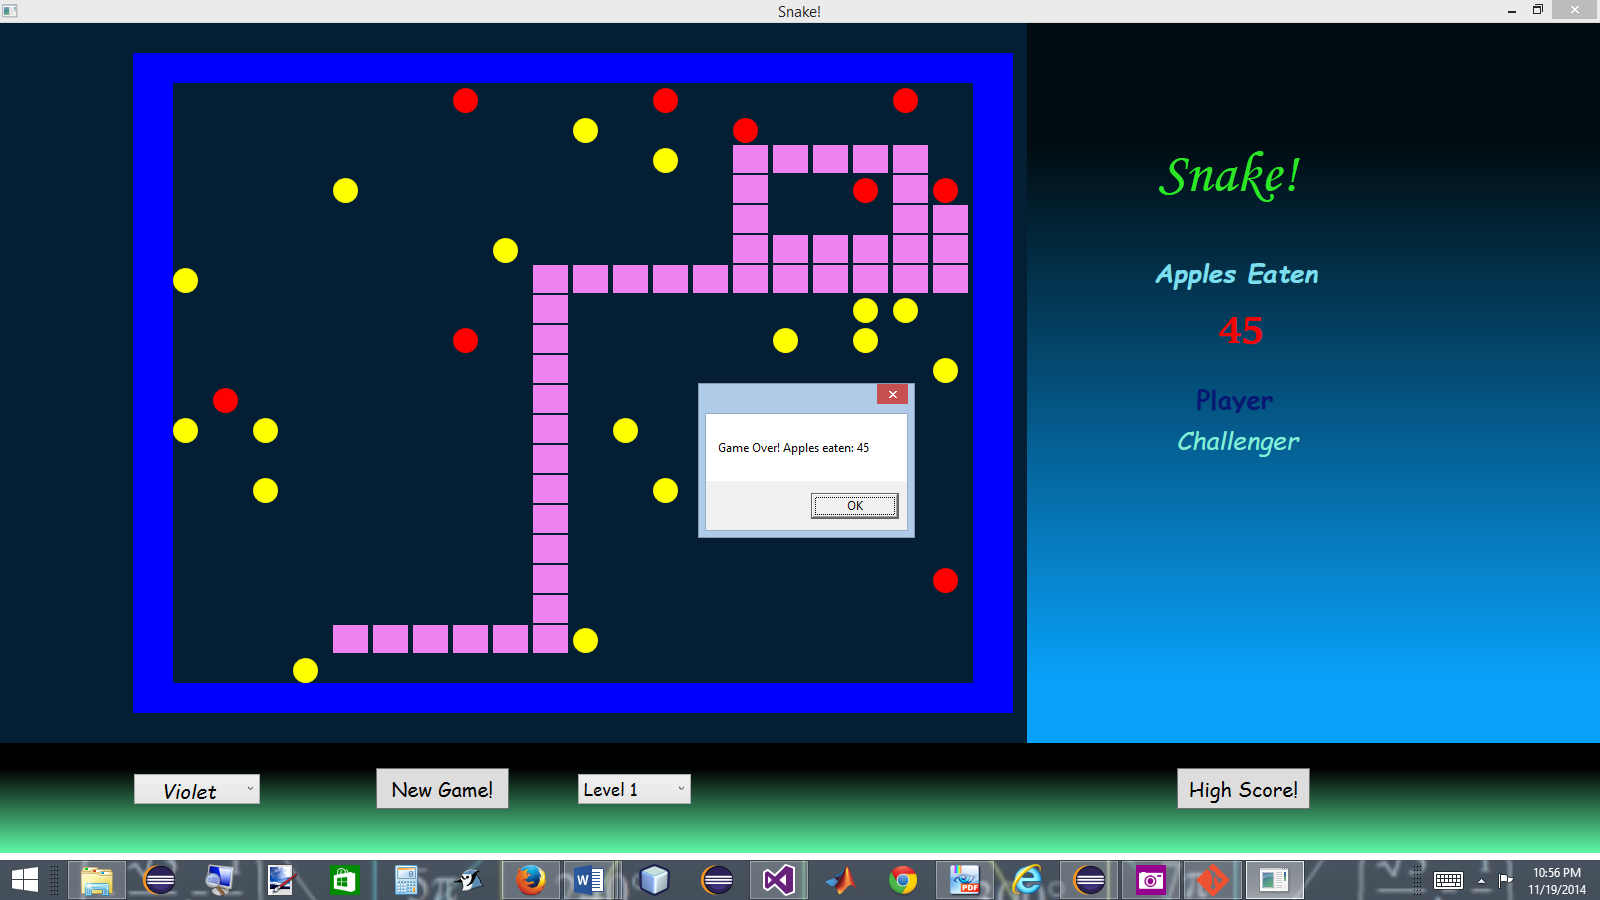 Snake!
Snake!
Apples Eaten
45
Player
Challenger
Game Over! Apples eaten: 45
OK
Violet
New Game!
Level 1
High Score!
W
PDF
10:56 PM
11/19/2014